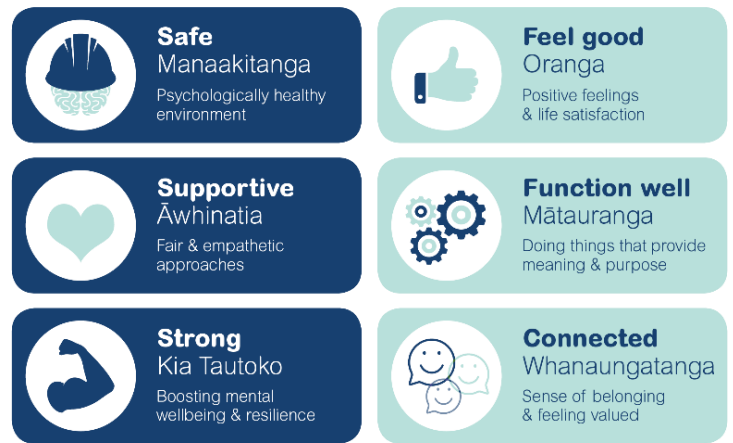 Safe
Manaakitanga
Psychologically healthy
environment
Feel good
Oranga
Positive feelings
& life satisfaction
Supportive
Āwhinatia
Fair & empathetic
approaches
Function well
Mātauranga
Doing things that provide
meaning & purpose
Strong
Kia Tautoko
Boosting mental
wellbeing & resilience
Connected
Whanaungatanga
Sense of belonging
& feeling valued